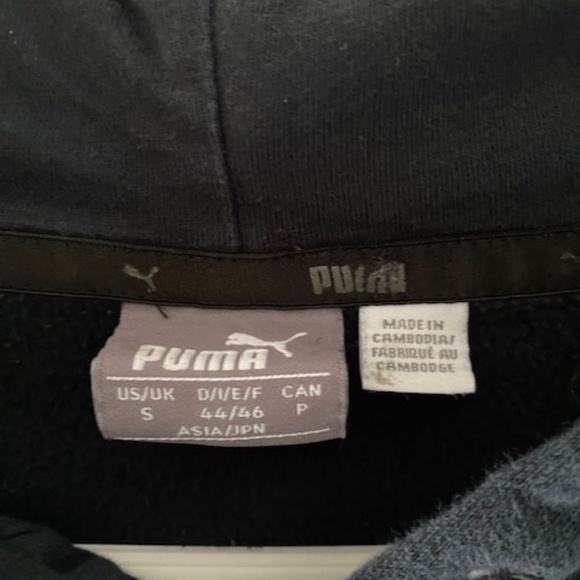 PUMA
PUMA
US/UK D/I/E/F CAN
S 44/46 P
ASIA/JPN
MADE IN
CAMBODIA/
FABRIQUÉ AU
CAMBODGE